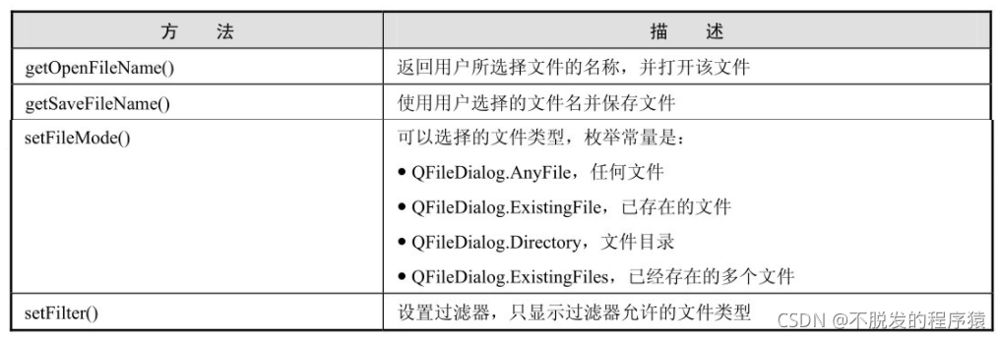 方 法 描 述
getOpenFileName() 返回用户所选择文件的名称，并打开该文件
getSaveFileName() 使用用户选择的文件名并保存文件
setFileMode() 可以选择的文件类型，枚举常量是：
● QFileDialog.AnyFile，任何文件
● QFileDialog.ExistingFile，已存在的文件
● QFileDialog.Directory，文件目录
● QFileDialog.ExistingFiles，已经存在的多个文件
setFilter() 设置过滤器，只显示过滤器允许的文件类型
CSDN @不脱发的程序猿